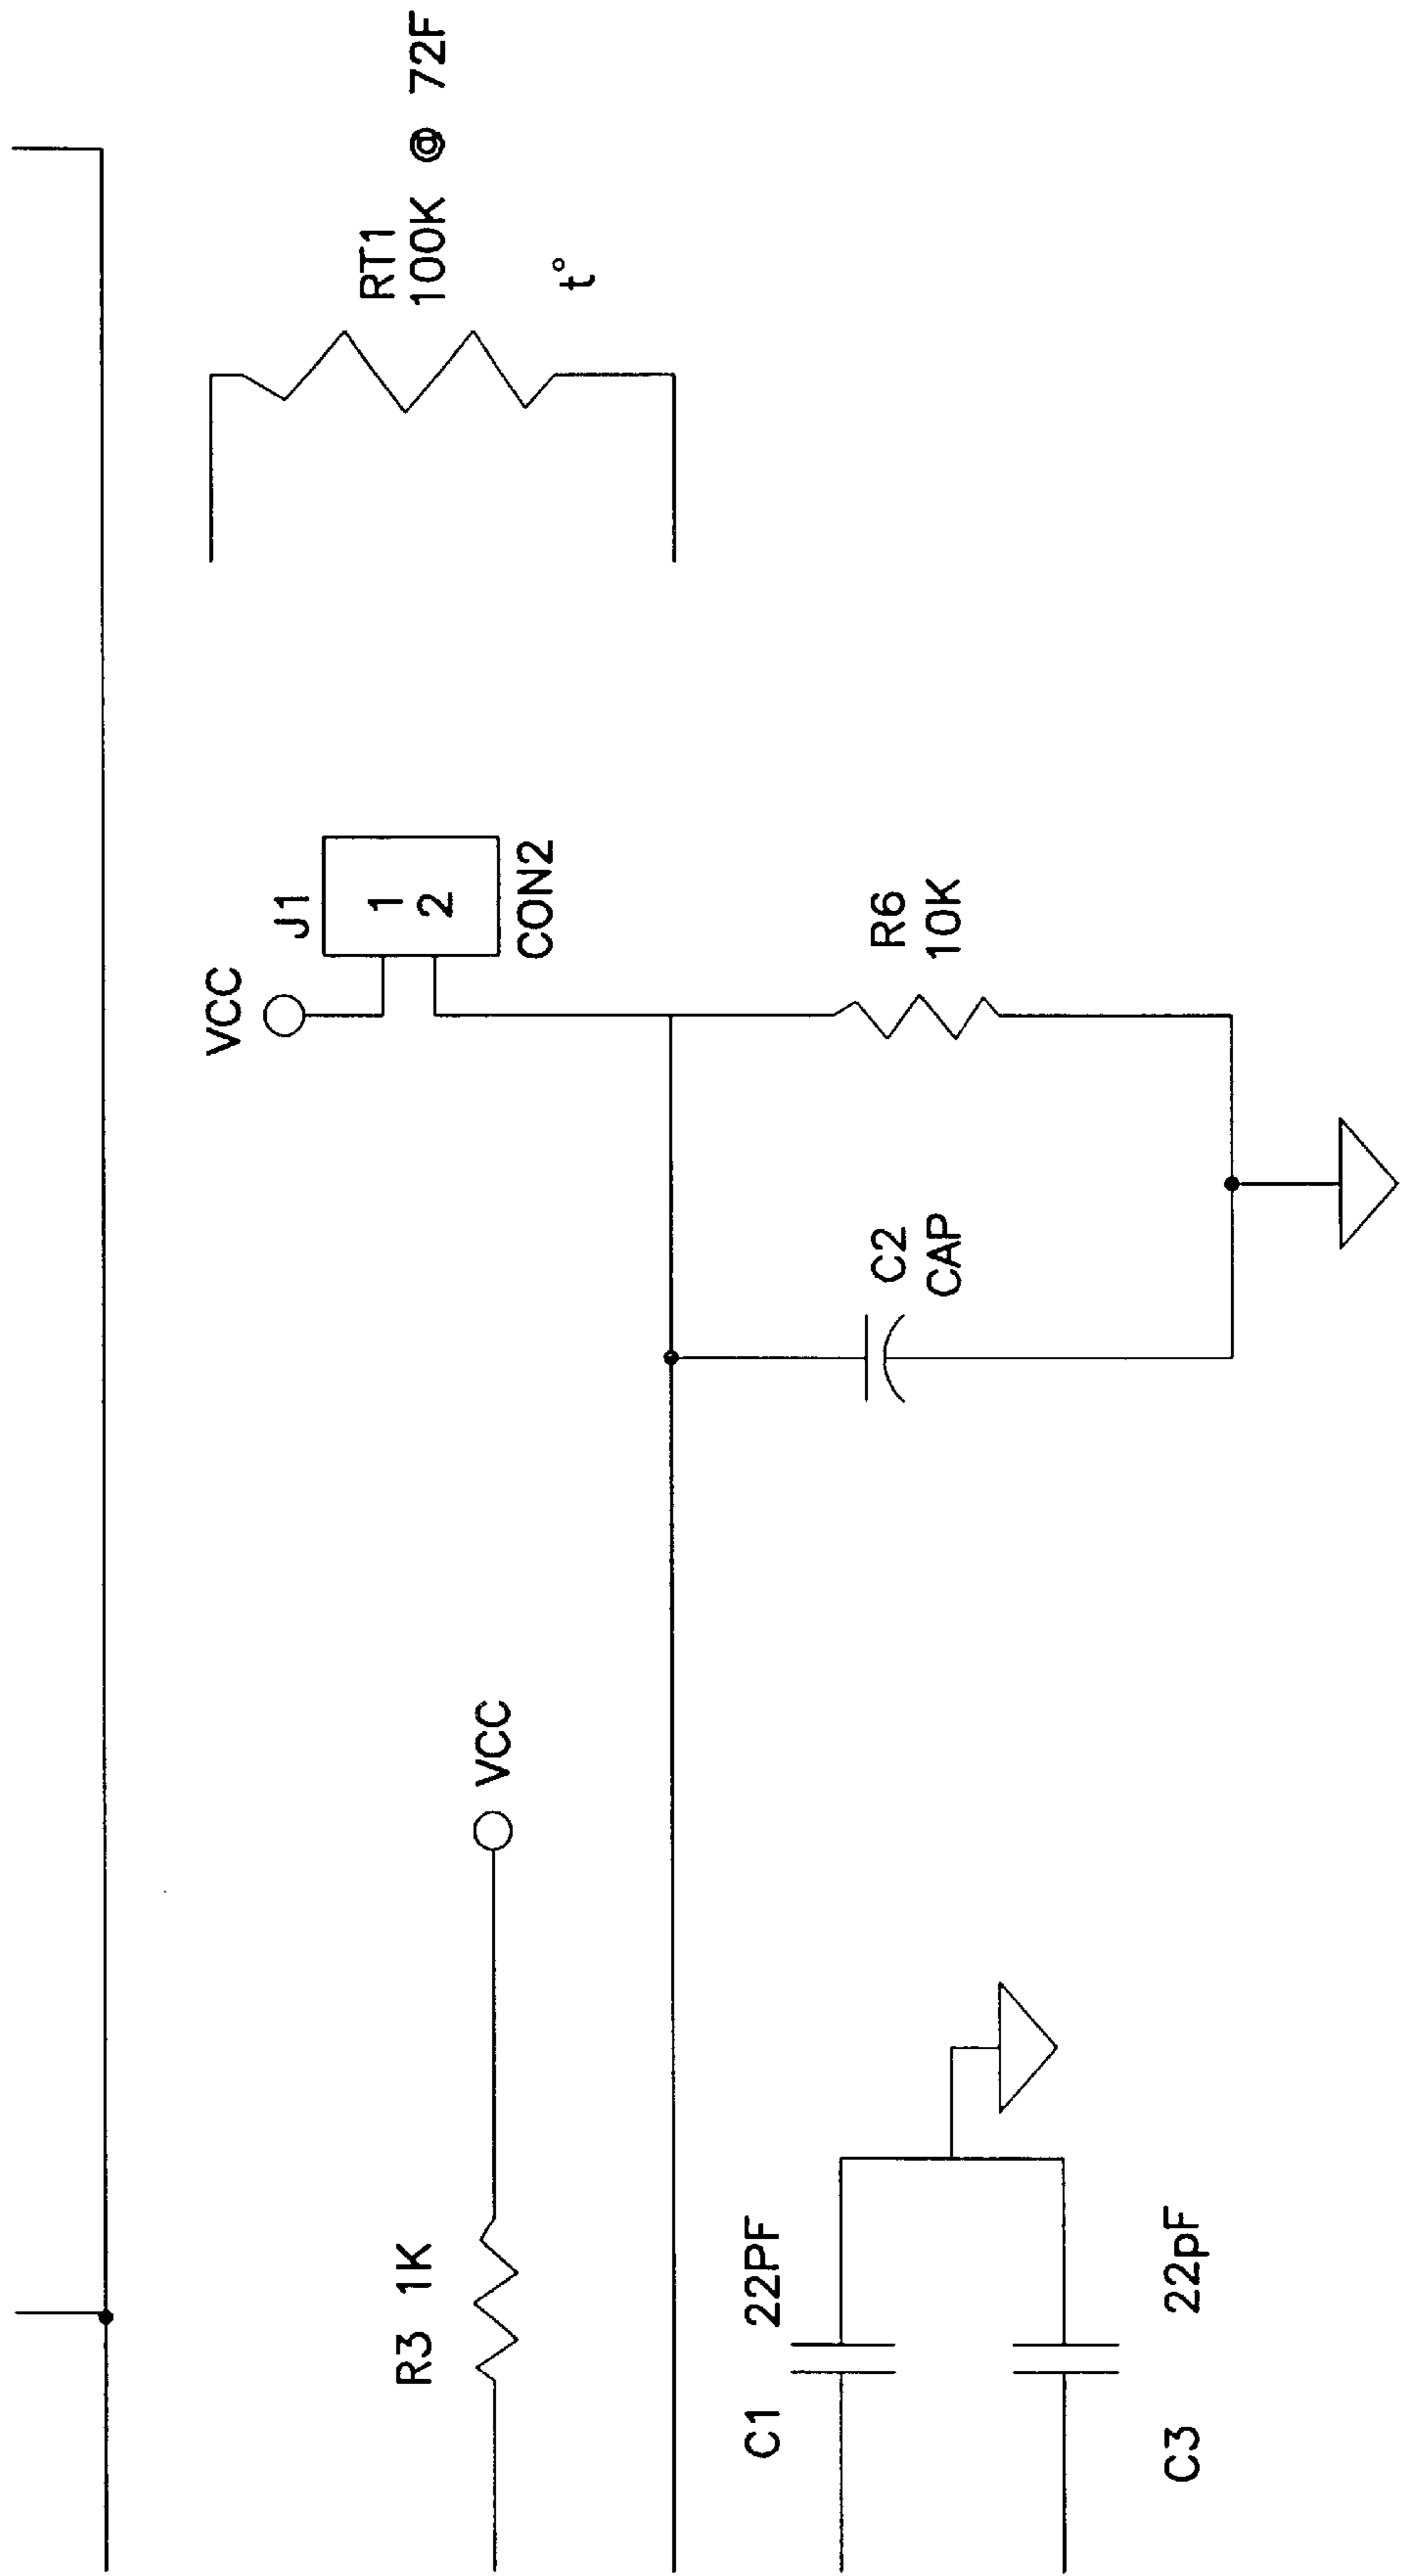 RT1
100K @ 72F
t°
VCC
J1
1
2
CON2
R6
10K
C2
CAP
VCC
R3 1K
C1 22PF
C3 22pF